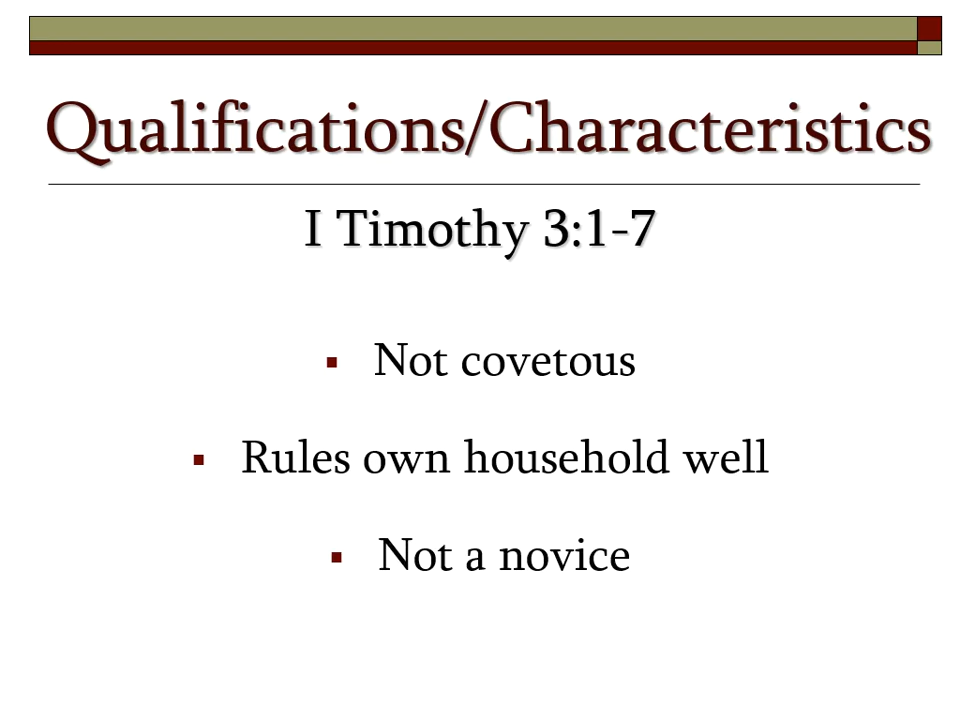 Qualifications/Characteristics
I Timothy 3:1-7
▪ Not covetous
▪ Rules own household well
▪ Not a novice